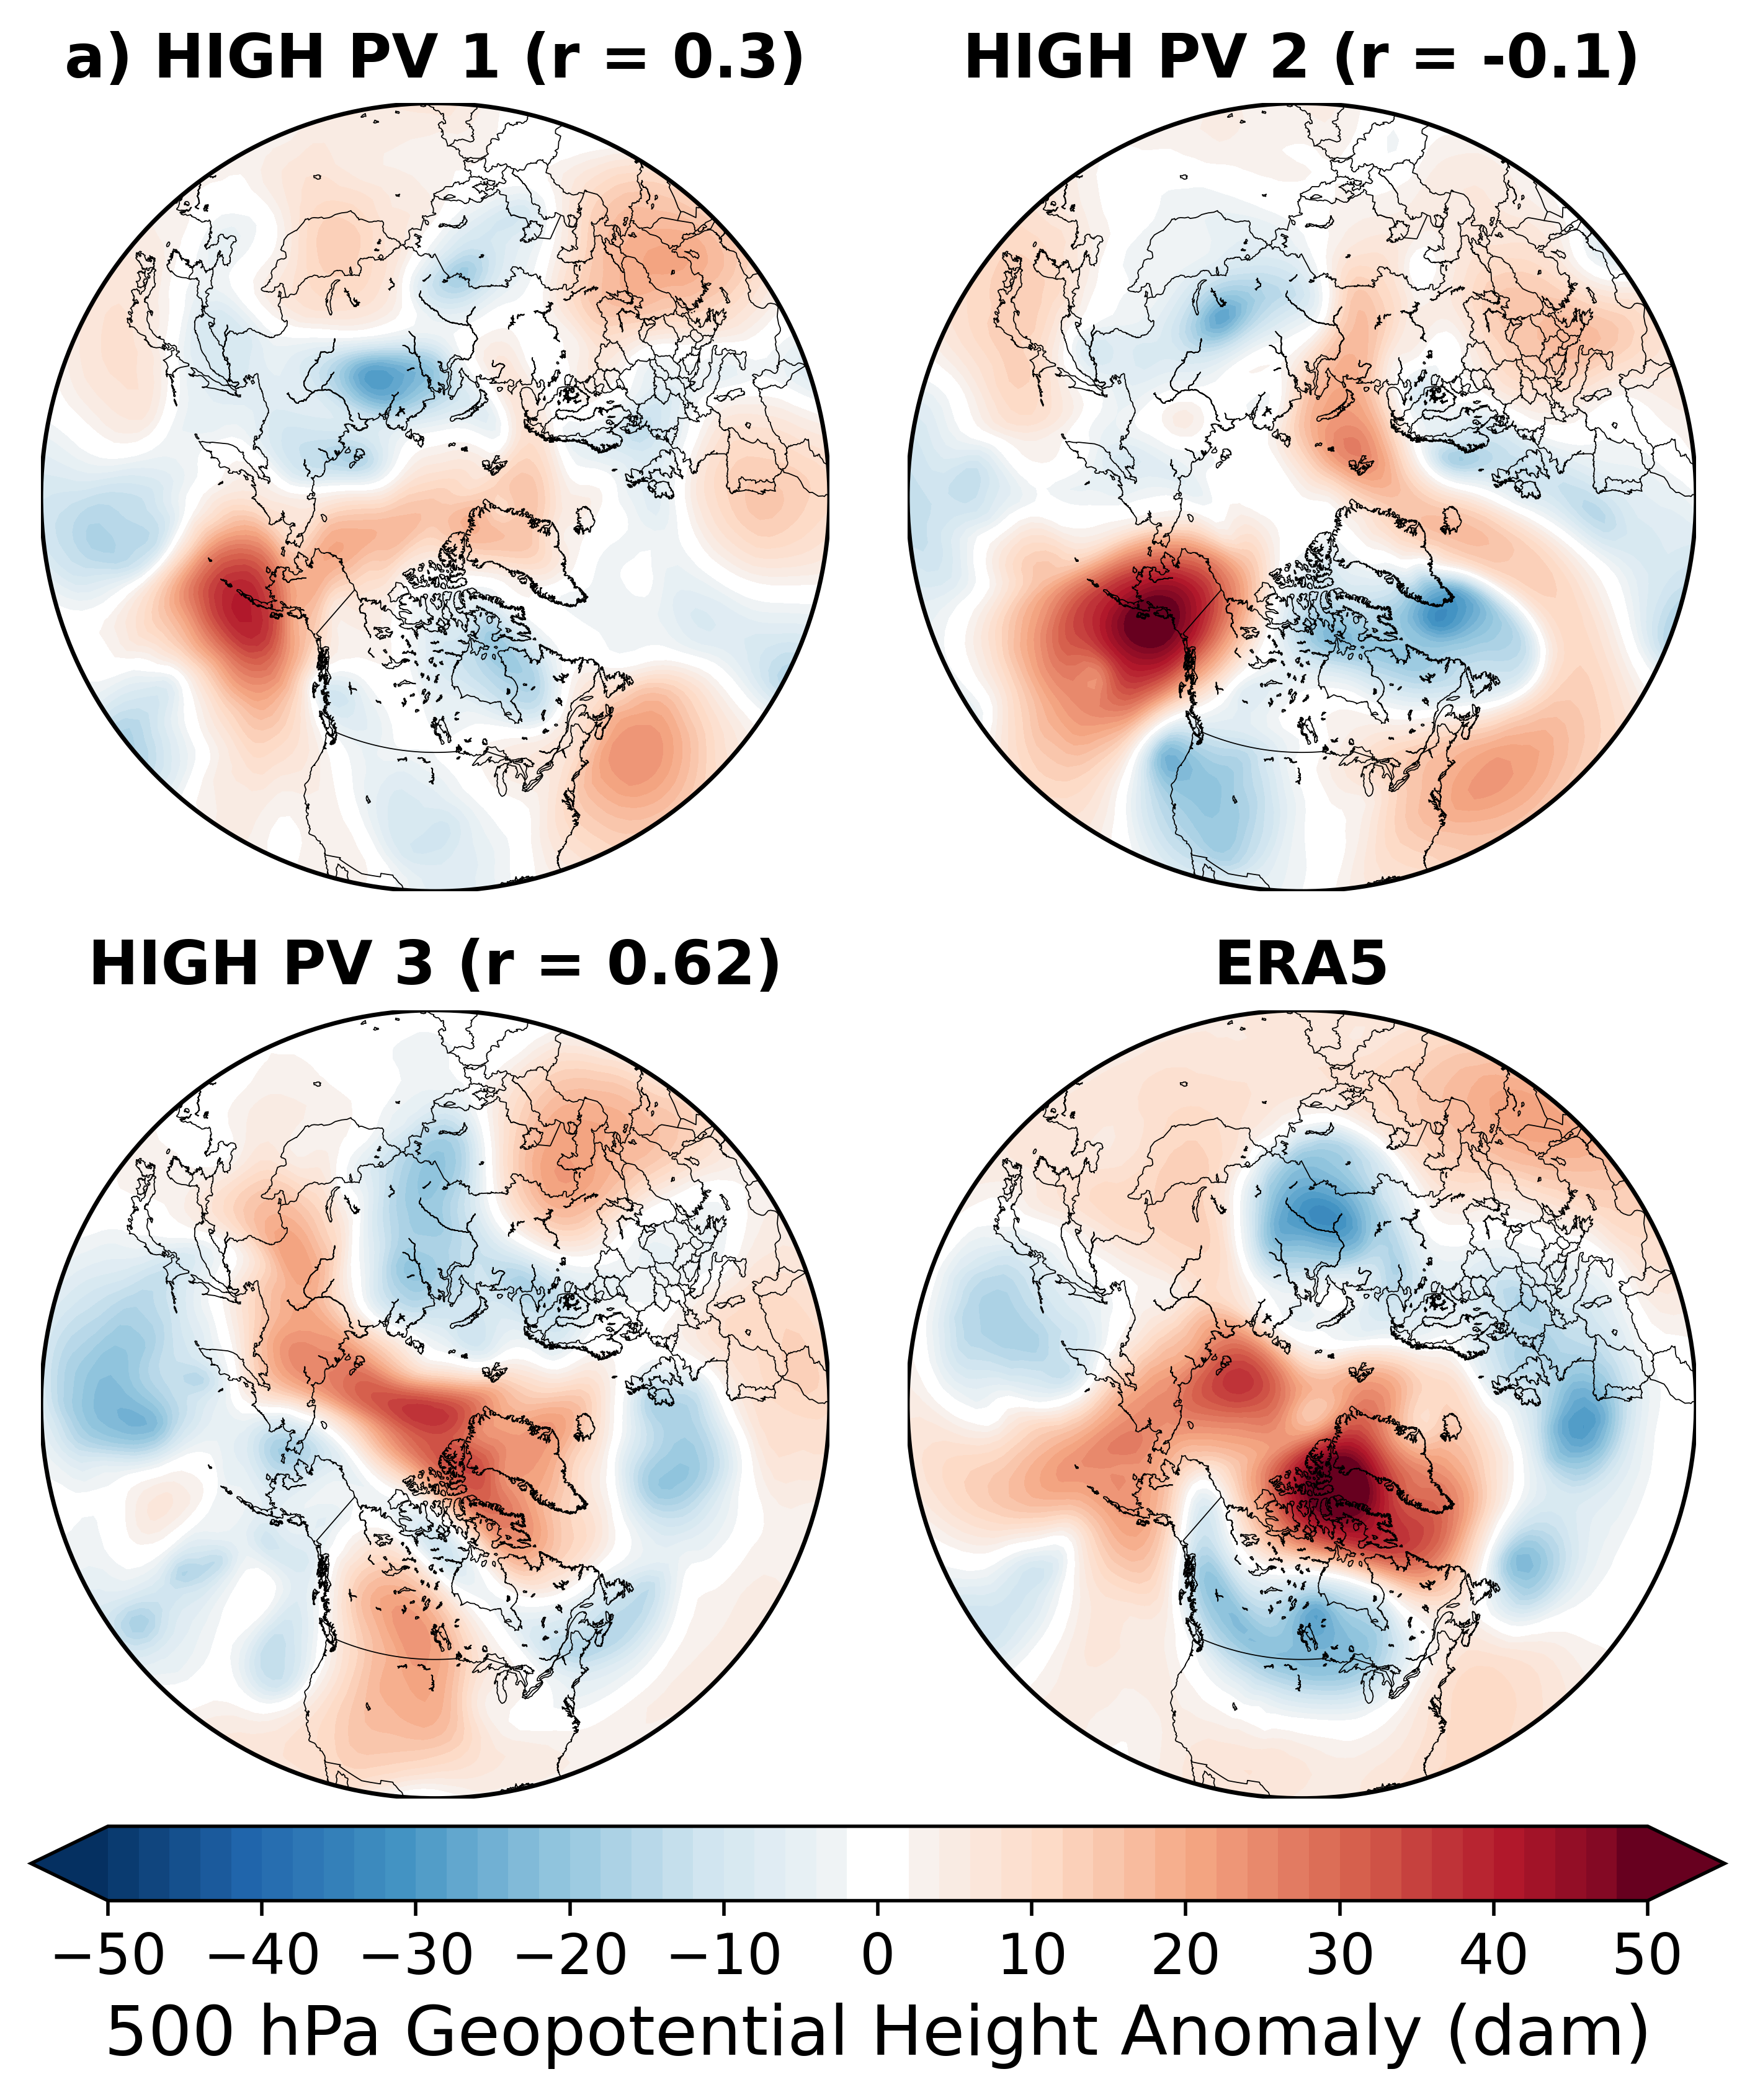 a) HIGH PV 1 (r = 0.3)
HIGH PV 2 (r = -0.1)
HIGH PV 3 (r = 0.62)
ERA5
−50 −40 −30 −20 −10 0 10 20 30 40 50
500 hPa Geopotential Height Anomaly (dam)